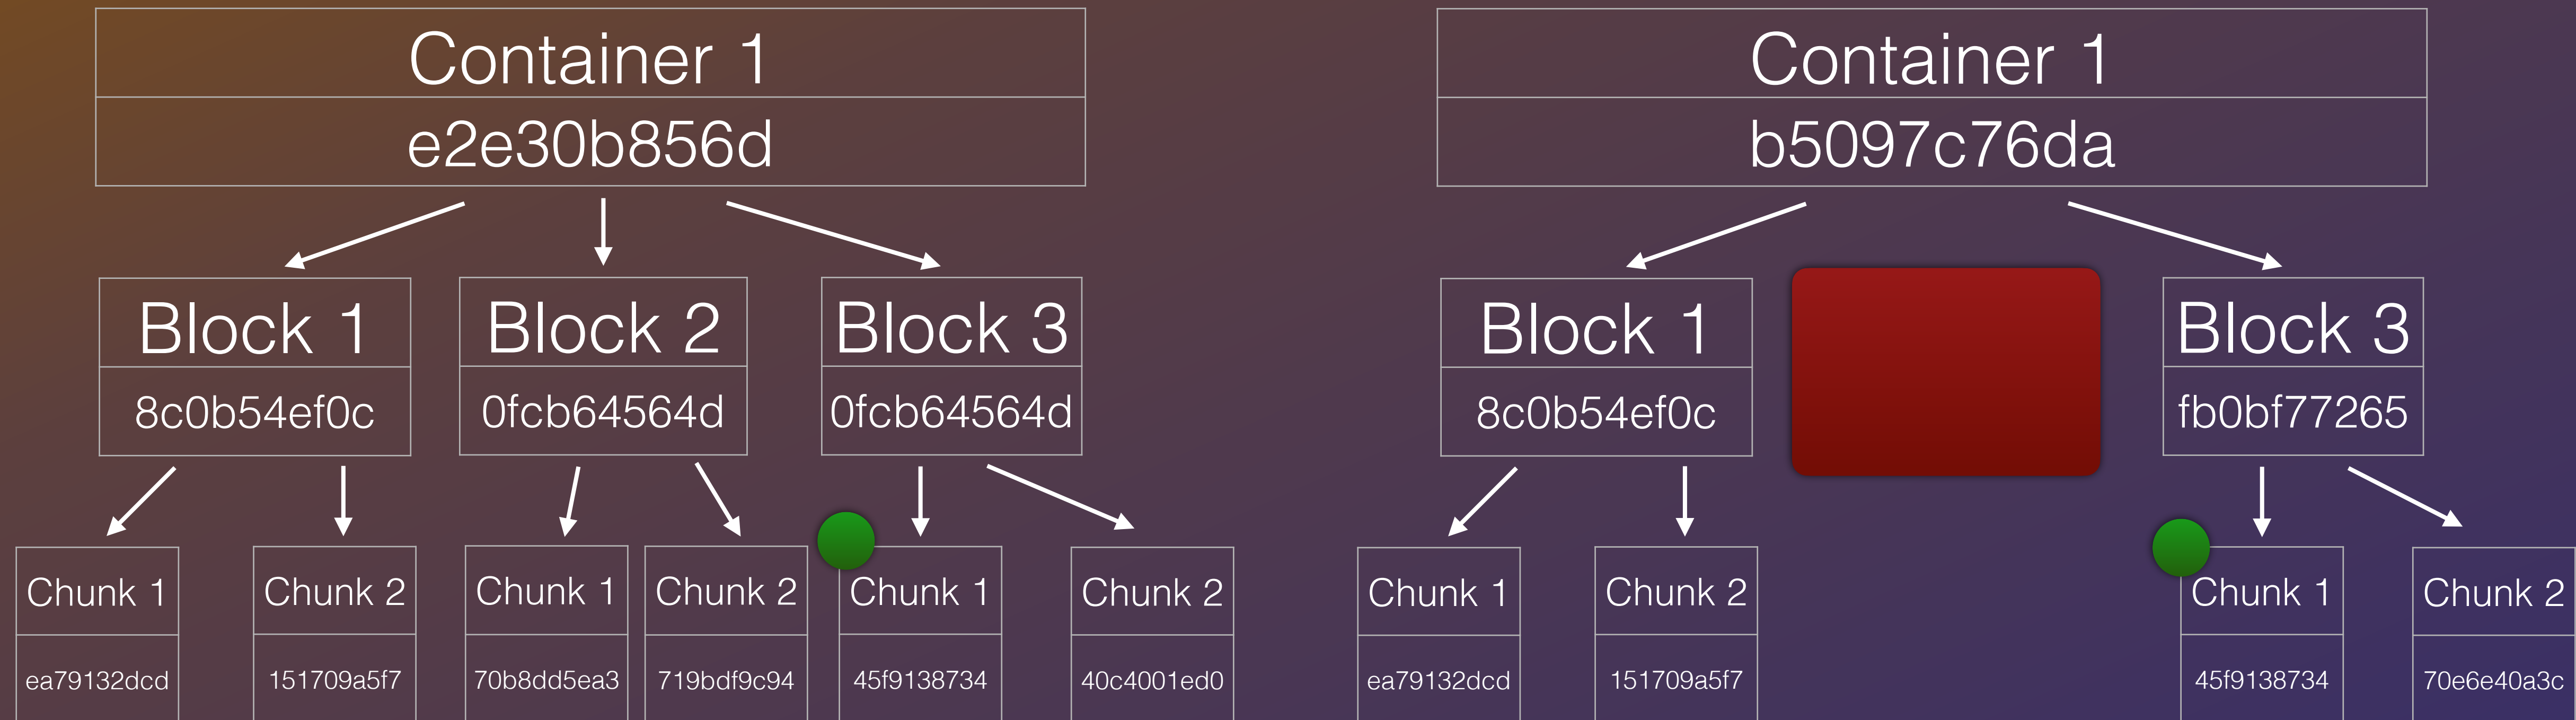 Container 1
e2e30b856d
Container 1
b5097c76da
Block 1
8c0b54ef0c
Block 2
0fcb64564d
Block 3
0fcb64564d
Block 1
8c0b54ef0c
Block 3
fb0bf77265
Chunk 1
ea79132dcd
Chunk 2
151709a5f7
Chunk 1
70b8dd5ea3
Chunk 2
719bdf9c94
Chunk 1
45f9138734
Chunk 2
40c4001ed0
Chunk 1
ea79132dcd
Chunk 2
151709a5f7
Chunk 1
45f9138734
Chunk 2
70e6e40a3c